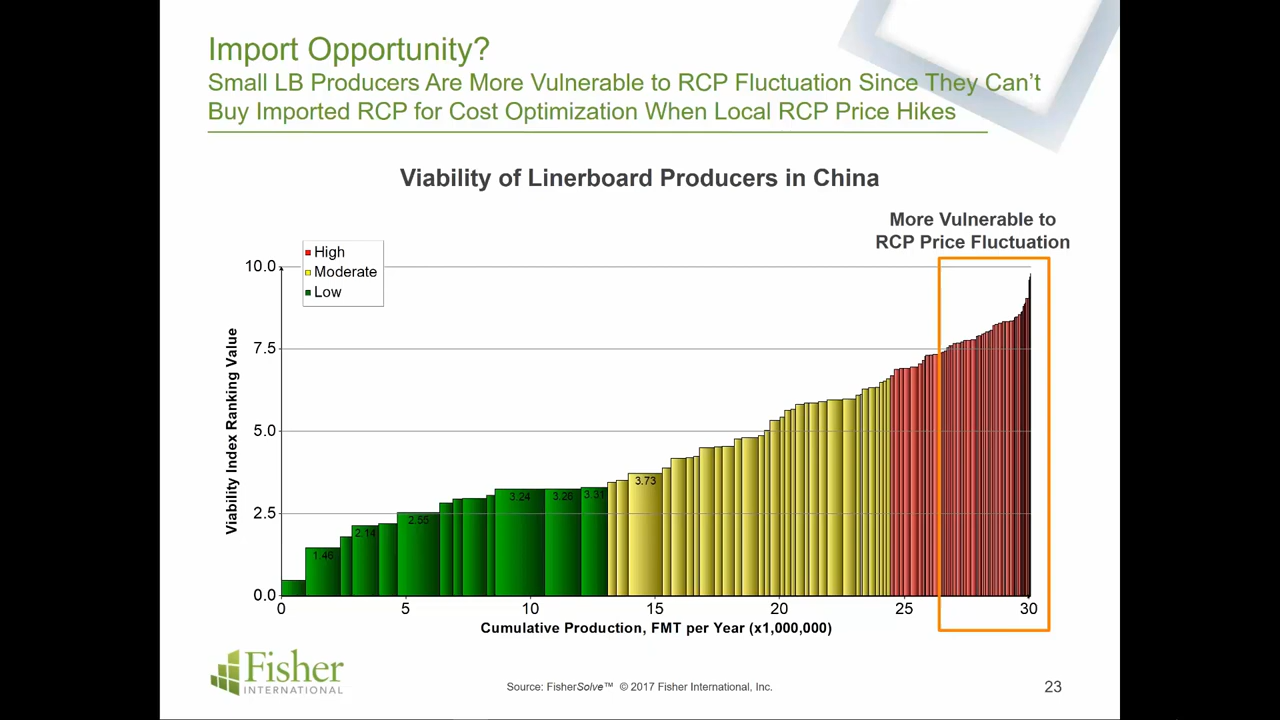 Import Opportunity?
Small LB Producers Are More Vulnerable to RCP Fluctuation Since They Can't
Buy Imported RCP for Cost Optimization When Local RCP Price Hikes
Viability of Linerboard Producers in China
More Vulnerable to
RCP Price Fluctuation
High
Moderate
Low
Viability Index Ranking Value
10.0
7.5
5.0
2.5
0.0
1.46
2.14
2.55
3.24
3.26
3.31
3.73
0 5 10 15 20 25 30
Cumulative Production, FMT per Year (x1,000,000)
Fisher
INTERNATIONAL
Source: FisherSolve™ © 2017 Fisher International, Inc.
23